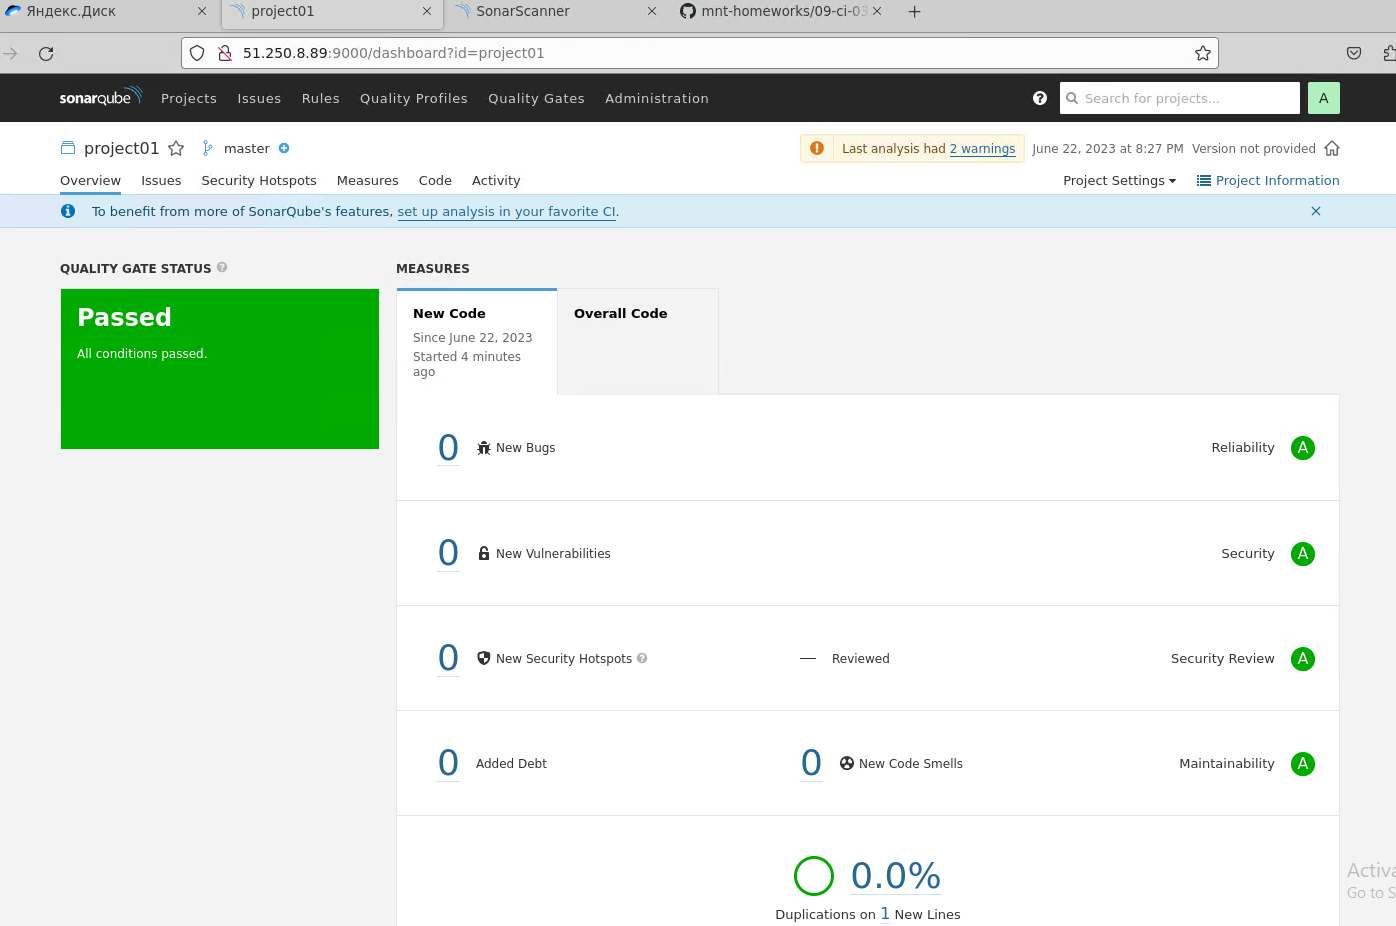 Яндекс.Диск project01 SonarScanner mnt-homeworks/09-ci-03
51.250.8.89:9000/dashboard?id=project01
sonarqube Projects Issues Rules Quality Profiles Quality Gates Administration Search for projects... A
project01 master Last analysis had 2 warnings June 22, 2023 at 8:27 PM Version not provided
Overview Issues Security Hotspots Measures Code Activity Project Settings Project Information
To benefit from more of SonarQube's features, set up analysis in your favorite CI.
QUALITY GATE STATUS
Passed
All conditions passed.
MEASURES
New Code
Since June 22, 2023
Started 4 minutes
ago
Overall Code
0 New Bugs Reliability A
0 New Vulnerabilities Security A
0 New Security Hotspots Reviewed Security Review A
0 Added Debt 0 New Code Smells Maintainability A
0.0%
Duplications on 1 New Lines
Activa
Go to S